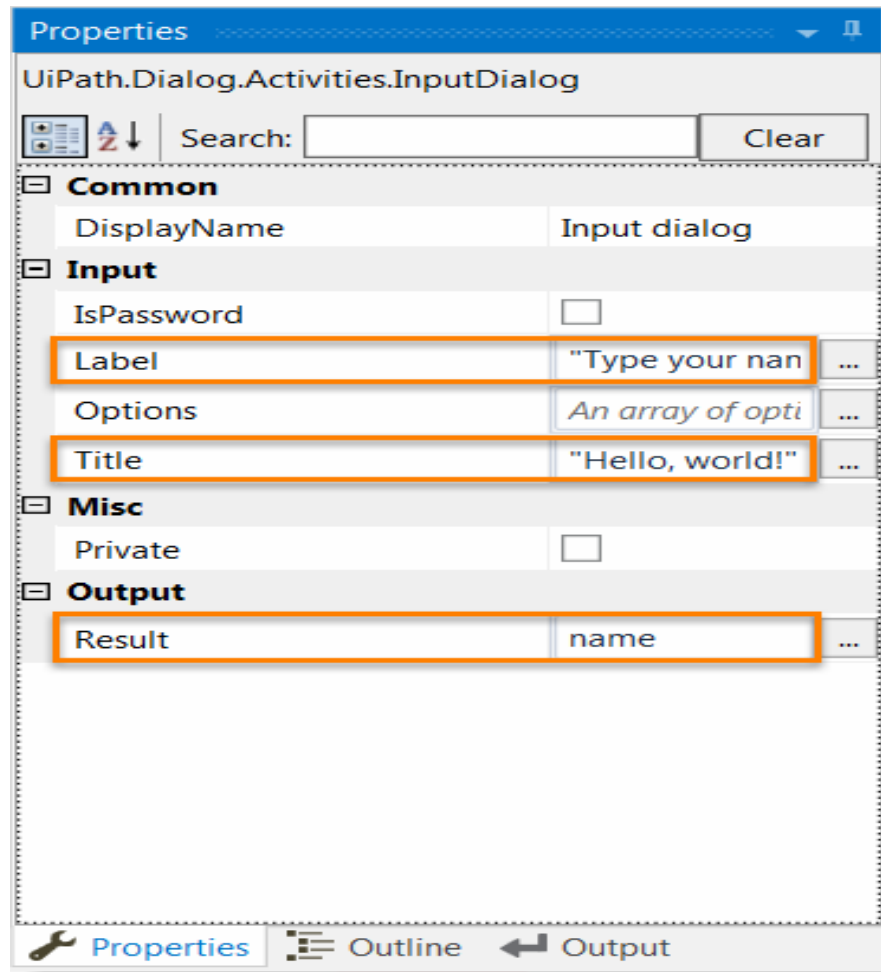 Properties
UiPath.Dialog.Activities.InputDialog
A Z Search: Clear
Common
DisplayName Input dialog
Input
IsPassword
Label "Type your nan ...
Options An array of opti ...
Title "Hello, world!" ...
Misc
Private
Output
Result name ...
Properties Outline Output